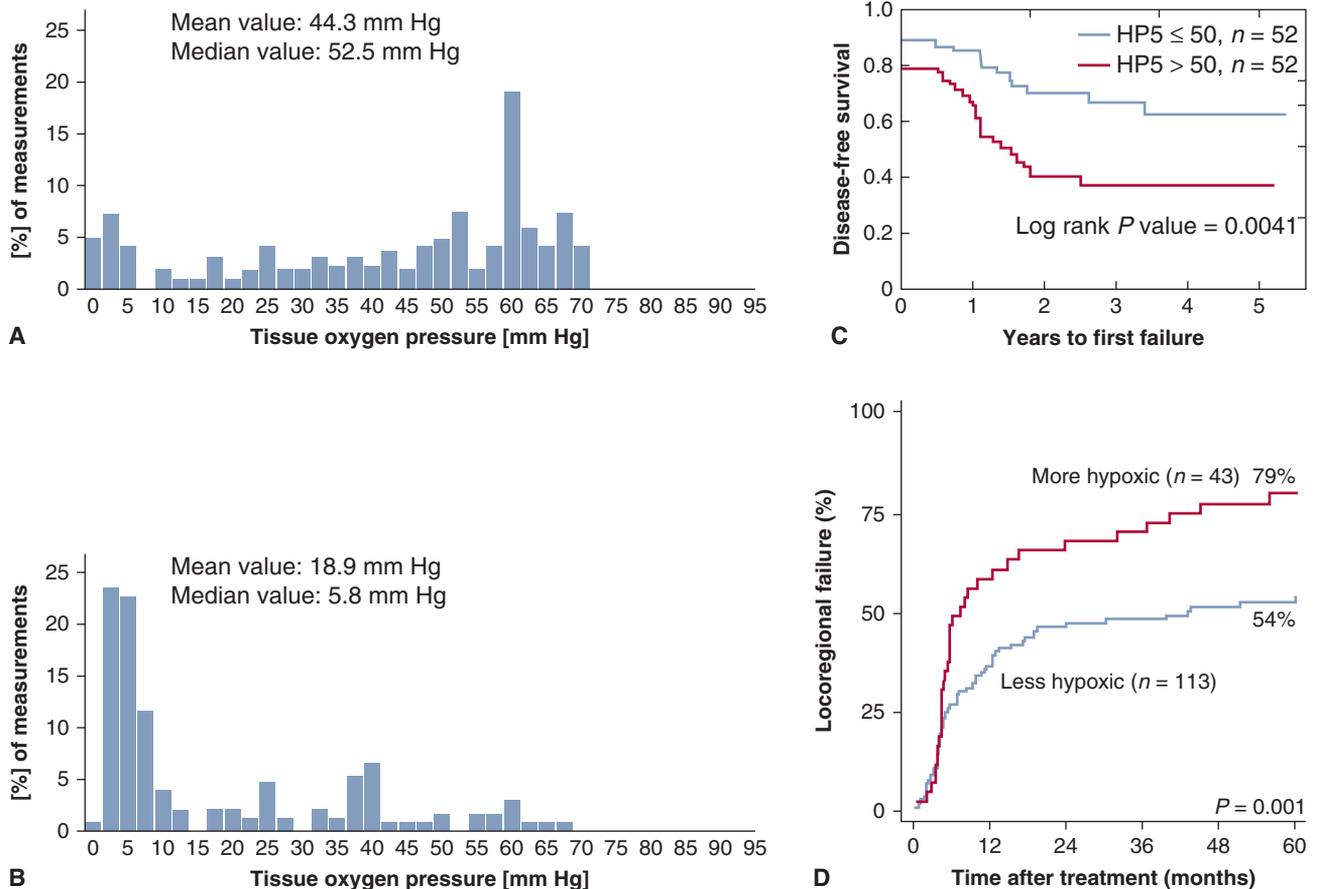 Mean value: 44.3 mm Hg
Median value: 52.5 mm Hg
[%] of measurements
25
20
15
10
5
0
0 5 10 15 20 25 30 35 40 45 50 55 60 65 70 75 80 85 90 95
Tissue oxygen pressure [mm Hg]
A
Disease-free survival
1.0
0.8
0.6
0.4
0.2
0
HP5 ≤ 50, n = 52
HP5 > 50, n = 52
Log rank P value = 0.0041
0 1 2 3 4 5
Years to first failure
C
Mean value: 18.9 mm Hg
Median value: 5.8 mm Hg
[%] of measurements
25
20
15
10
5
0
0 5 10 15 20 25 30 35 40 45 50 55 60 65 70 75 80 85 90 95
Tissue oxygen pressure [mm Hg]
B
Locoregional failure (%)
100
75
50
25
0
More hypoxic (n = 43) 79%
54%
Less hypoxic (n = 113)
P = 0.001
0 12 24 36 48 60
Time after treatment (months)
D